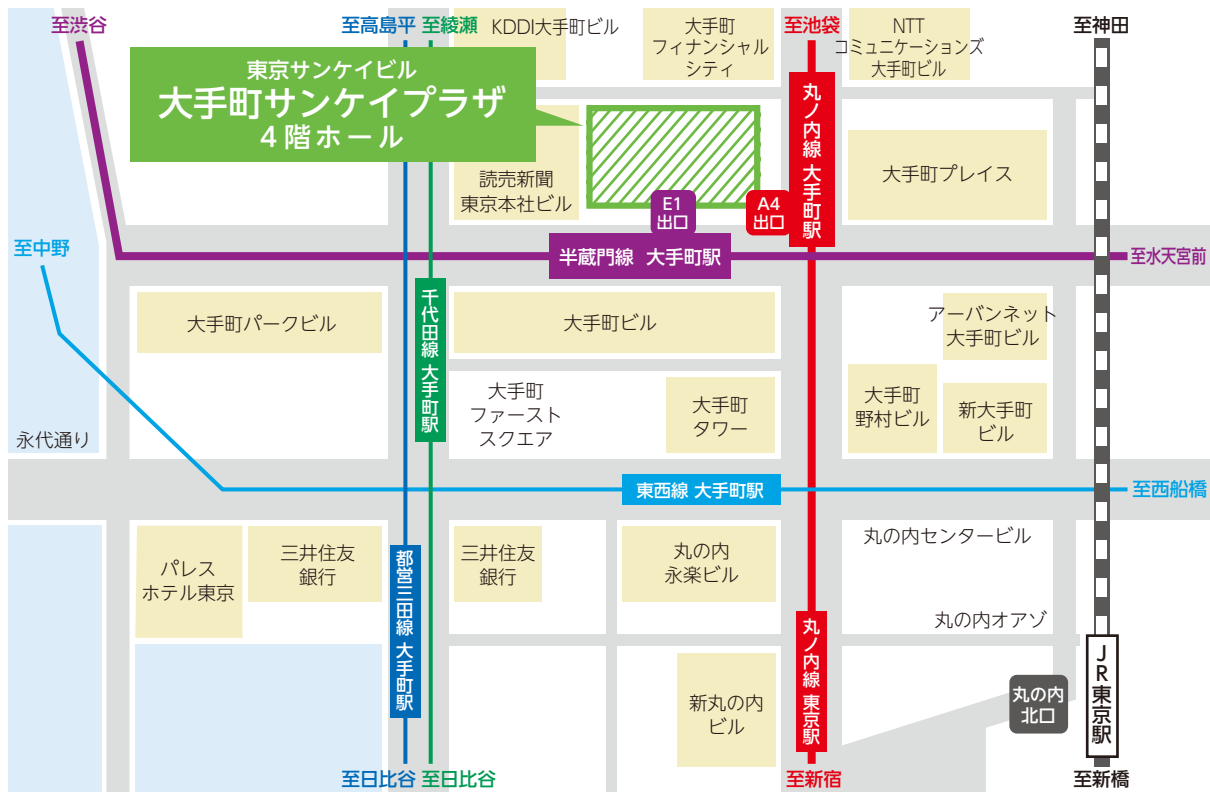 至渋谷
至高島平
至綾瀬
KDDI大手町ビル
大手町
フィナンシャル
シティ
至池袋
NTT
コミュニケーションズ
大手町ビル
至神田
東京サンケイビル
大手町サンケイプラザ
4階ホール
丸ノ内線 大手町駅
読売新聞
東京本社ビル
大手町プレイス
E1
出口
A4
出口
至中野
半蔵門線 大手町駅
至水天宮前
大手町パークビル
千代田線 大手町駅
大手町ビル
アーバンネット
大手町ビル
大手町
ファースト
スクエア
大手町
タワー
大手町
野村ビル
新大手町
ビル
永代通り
東西線 大手町駅
至西船橋
パレス
ホテル東京
三井住友
銀行
都営三田線 大手町駅
三井住友
銀行
丸の内
永楽ビル
丸の内センタービル
丸の内オアゾ
丸ノ内線 東京駅
新丸の内
ビル
丸の内
北口
JR東京駅
至日比谷
至日比谷
至新宿
至新橋